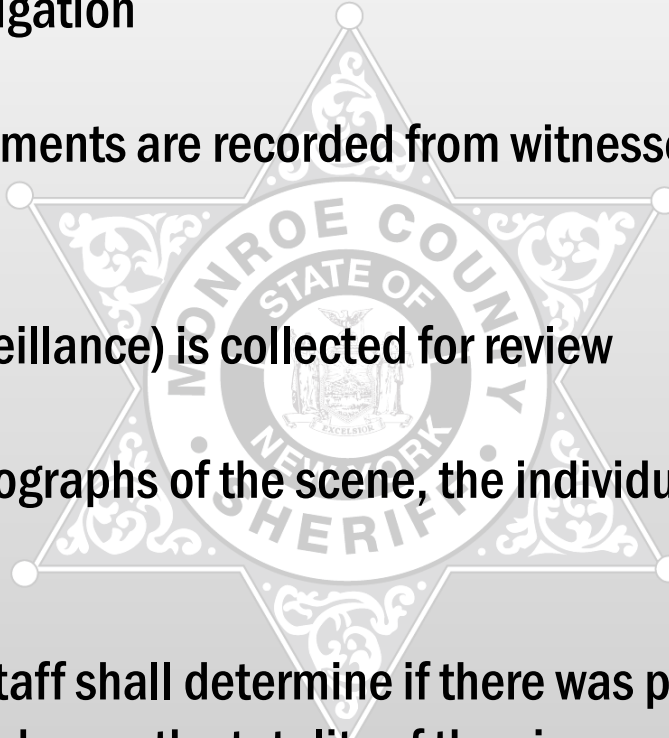 igation
ments are recorded from witnesse
eillance) is collected for review
ographs of the scene, the individu
taff shall determine if there was p
MONROE COUNTY
STATE OF
EXCELSIOR
NEW YORK
SHERIFF